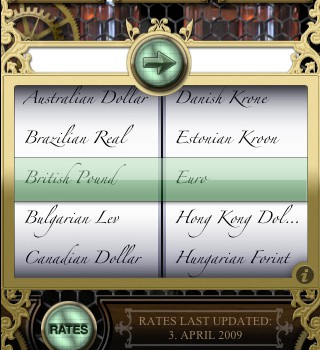 Australian Dollar
Brazilian Real
British Pound
Bulgarian Lev
Canadian Dollar
Danish Krone
Estonian Kroon
Euro
Hong Kong Dol...
Hungarian Forint
i
RATES
RATES LAST UPDATED:
3. APRIL 2009